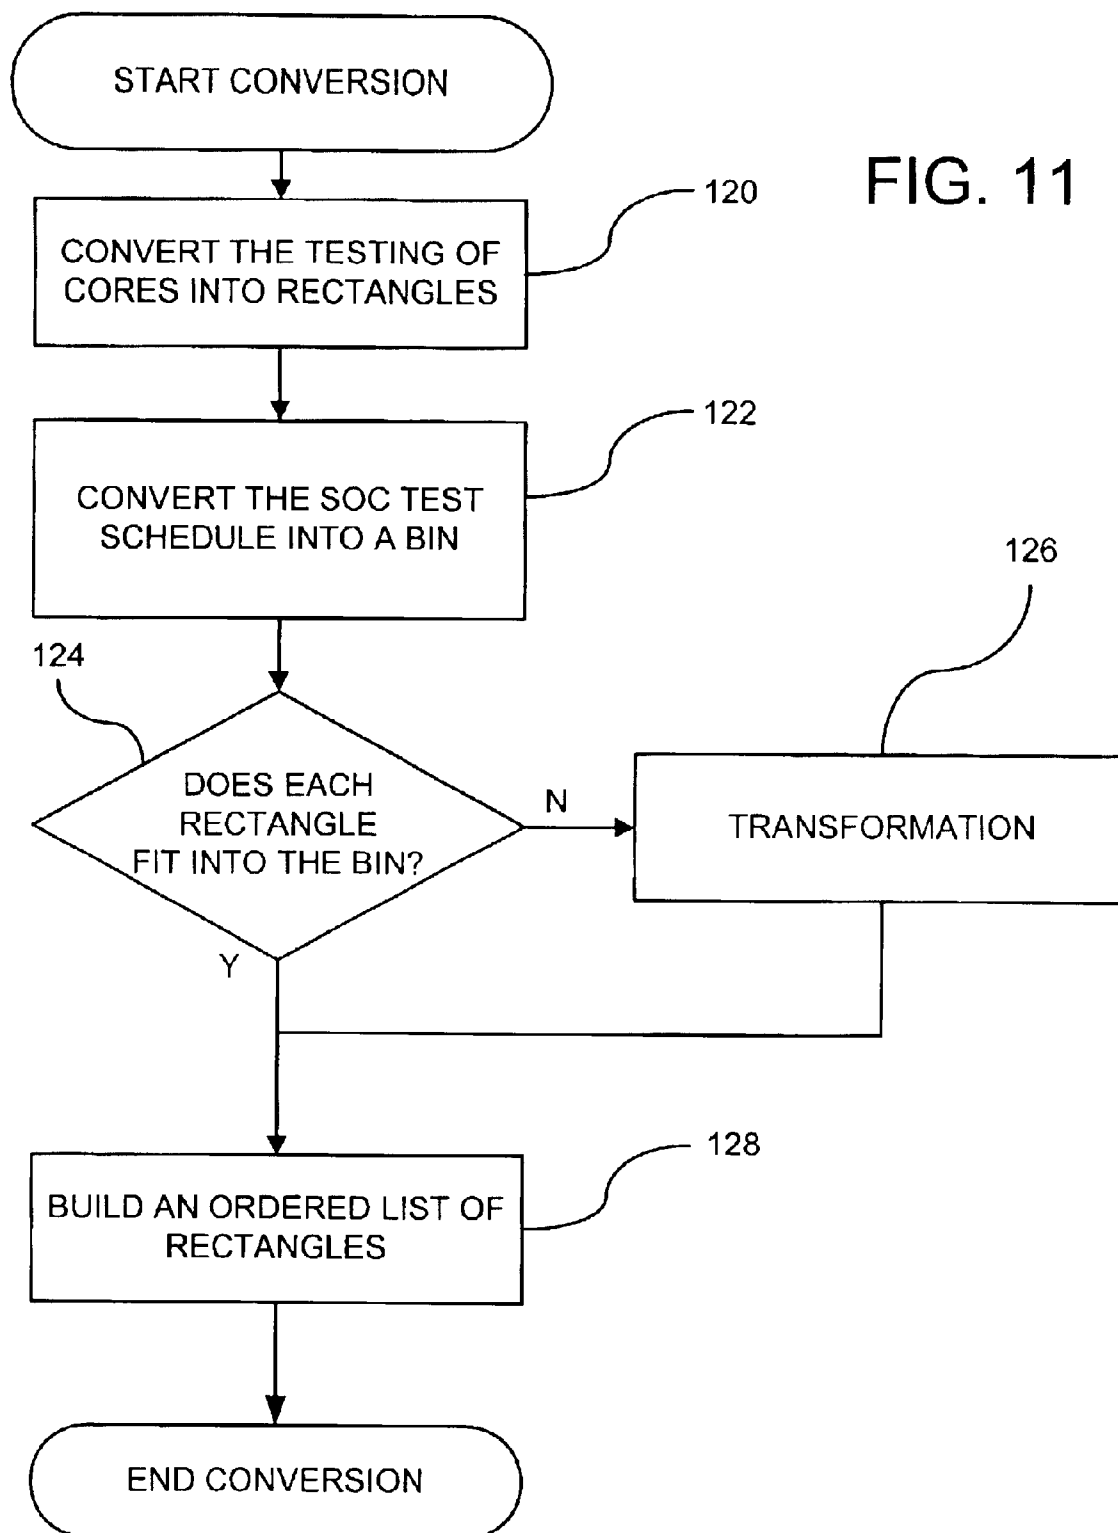 START CONVERSION
FIG. 11
120
CONVERT THE TESTING OF
CORES INTO RECTANGLES
122
CONVERT THE SOC TEST
SCHEDULE INTO A BIN
126
124
DOES EACH
RECTANGLE
FIT INTO THE BIN?
N
TRANSFORMATION
Y
128
BUILD AN ORDERED LIST OF
RECTANGLES
END CONVERSION